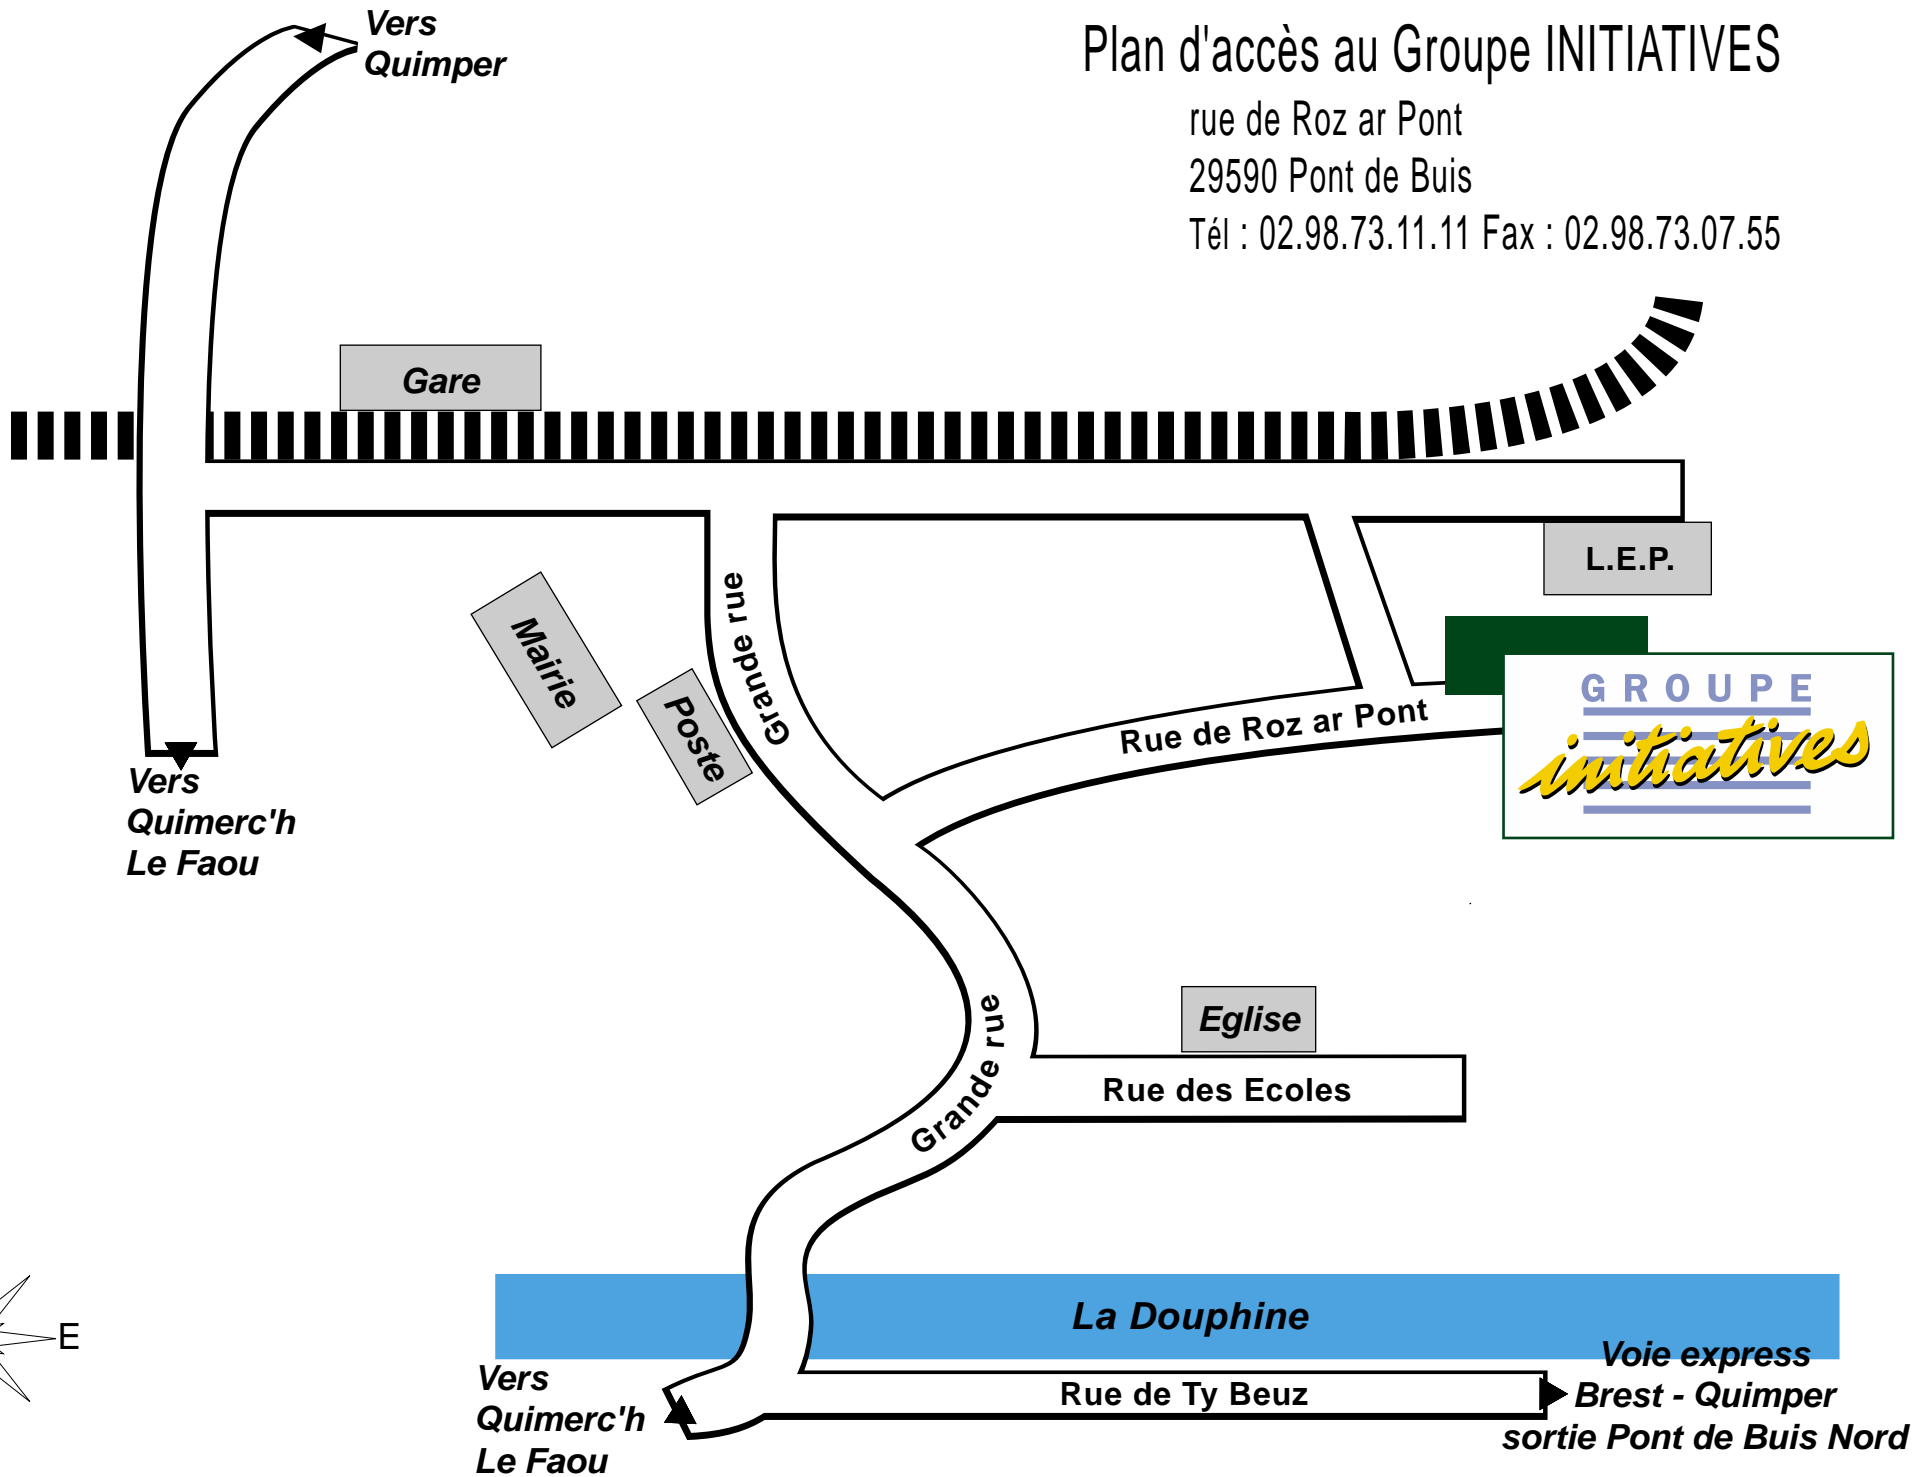 Vers
Quimper
Plan d'accès au Groupe INITIATIVES
rue de Roz ar Pont
29590 Pont de Buis
Tél : 02.98.73.11.11 Fax : 02.98.73.07.55
Gare
L.E.P.
Mairie
Poste
Grande rue
Rue de Roz ar Pont
GROUPE
initiatives
Vers
Quimerc'h
Le Faou
Eglise
Grande rue
Rue des Ecoles
E
La Douphine
Vers
Quimerc'h
Le Faou
Rue de Ty Beuz
Voie express
Brest - Quimper
sortie Pont de Buis Nord